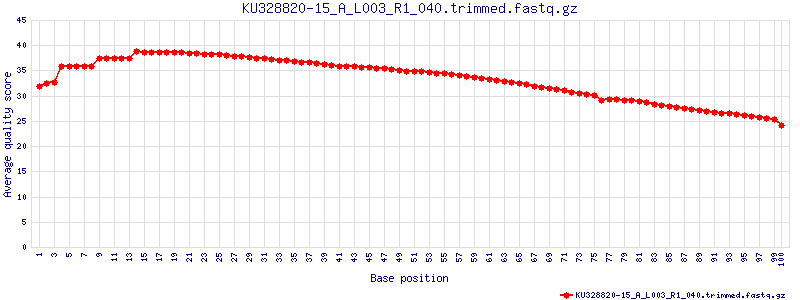 KU328820-15_A_L003_R1_040.trimmed.fastq.gz
Average quality score
45
40
35
30
25
20
15
10
5
0
1 3 5 7 9 11 13 15 17 19 21 23 25 27 29 31 33 35 37 39 41 43 45 47 49 51 53 55 57 59 61 63 65 67 69 71 73 75 77 79 81 83 85 87 89 91 93 95 97 99 100
Base position
KU328820-15_A_L003_R1_040.trimmed.fastq.gz